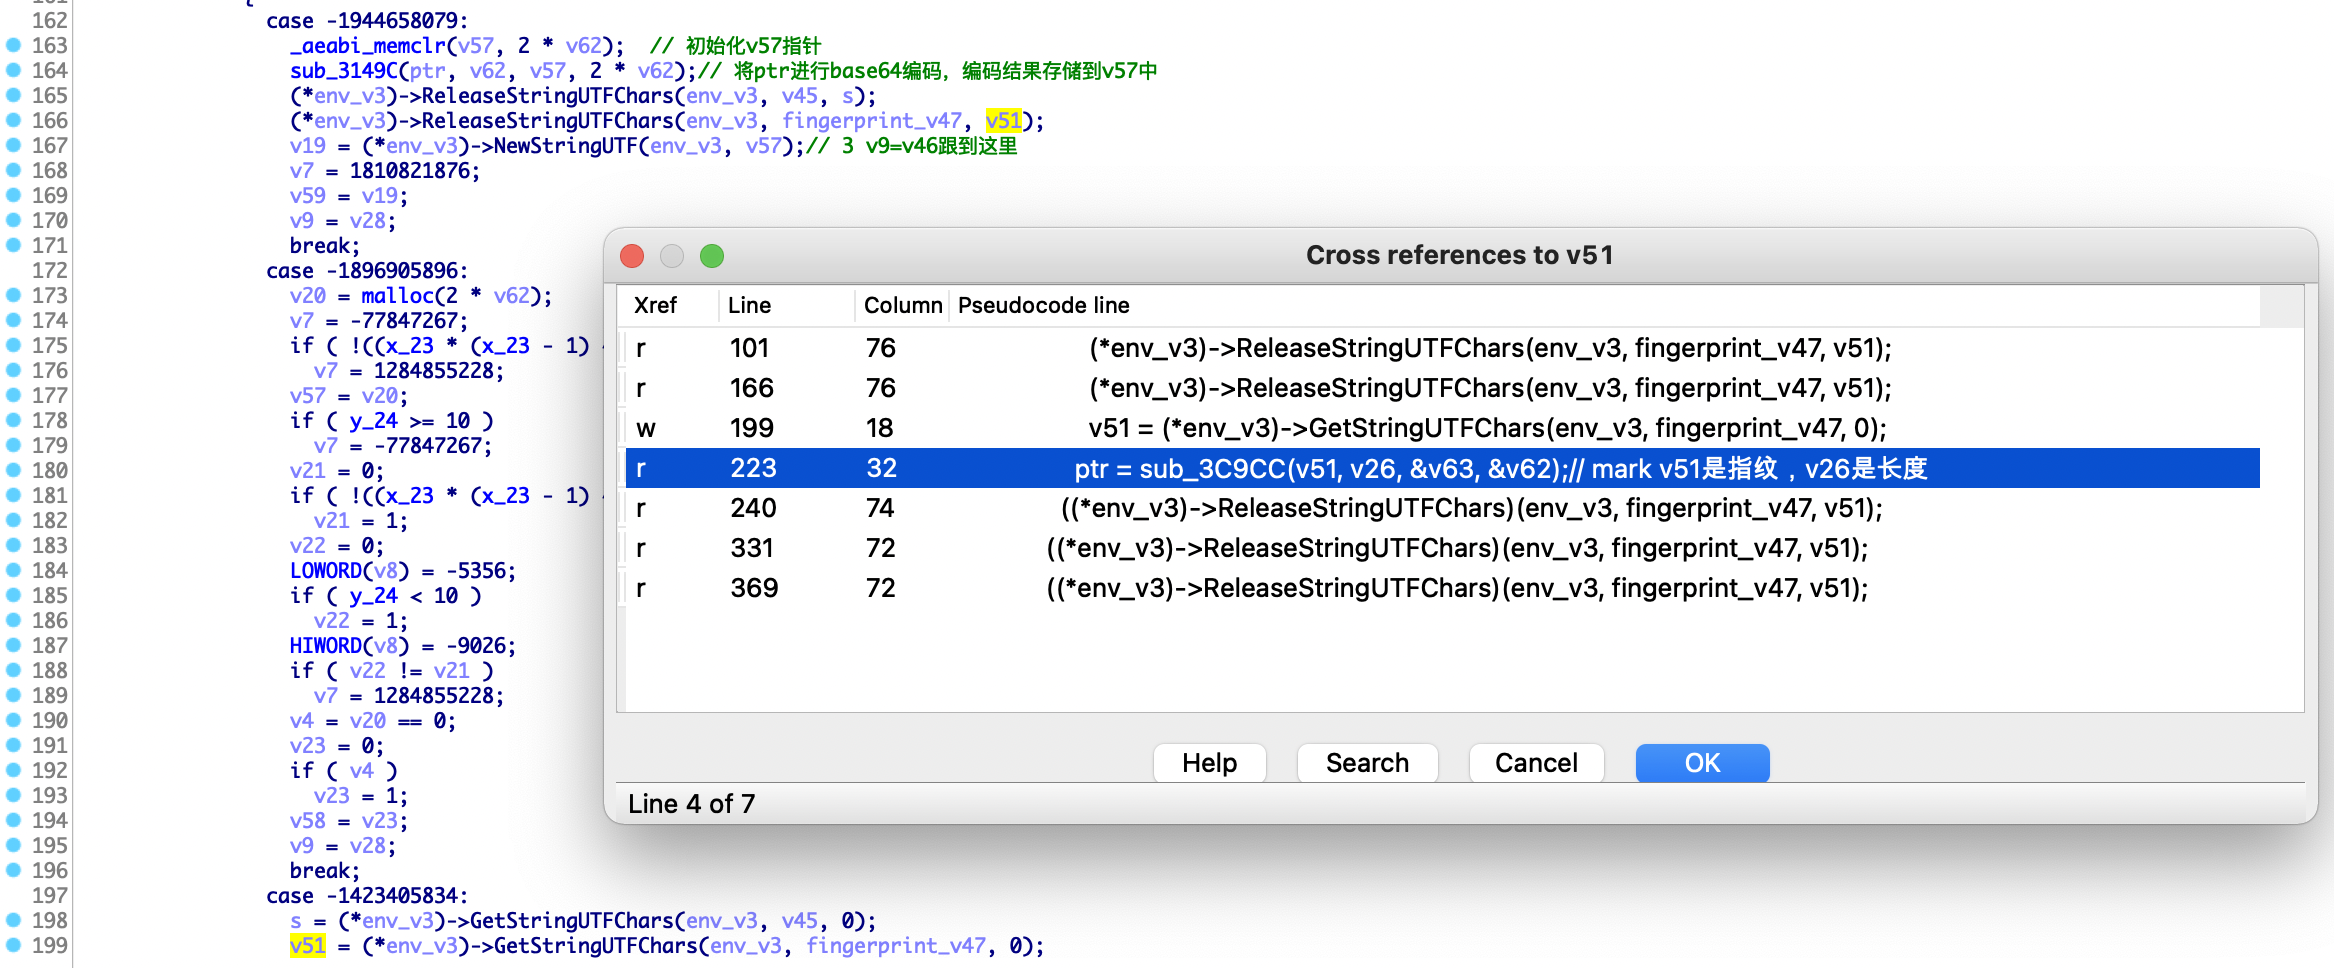 162 case -1944658079:
163 _aeabi_memclr(v57, 2 * v62);  // 初始化v57指针
164 sub_3149C(ptr, v62, v57, 2 * v62);// 将ptr进行base64编码，编码结果存储到v57中
165 (*env_v3)->ReleaseStringUTFChars(env_v3, v45, s);
166 (*env_v3)->ReleaseStringUTFChars(env_v3, fingerprint_v47, v51);
167 v19 = (*env_v3)->NewStringUTF(env_v3, v57);// 3 v9=v46跟到这里
168 v7 = 1810821876;
169 v59 = v19;
170 v9 = v28;
171 break;
172 case -1896905896:
173 v20 = malloc(2 * v62);
174 v7 = -77847267;
175 if ( !((x_23 * (x_23 - 1)
176 v7 = 1284855228;
177 v57 = v20;
178 if ( y_24 >= 10 )
179 v7 = -77847267;
180 v21 = 0;
181 if ( !((x_23 * (x_23 - 1)
182 v21 = 1;
183 v22 = 0;
184 LOWORD(v8) = -5356;
185 if ( y_24 < 10 )
186 v22 = 1;
187 HIWORD(v8) = -9026;
188 if ( v22 != v21 )
189 v7 = 1284855228;
190 v4 = v20 == 0;
191 v23 = 0;
192 if ( v4 )
193 v23 = 1;
194 v58 = v23;
195 v9 = v28;
196 break;
197 case -1423405834:
198 s = (*env_v3)->GetStringUTFChars(env_v3, v45, 0);
199 v51 = (*env_v3)->GetStringUTFChars(env_v3, fingerprint_v47, 0);
Cross references to v51
Xref Line Column Pseudocode line
r 101 76 (*env_v3)->ReleaseStringUTFChars(env_v3, fingerprint_v47, v51);
r 166 76 (*env_v3)->ReleaseStringUTFChars(env_v3, fingerprint_v47, v51);
w 199 18 v51 = (*env_v3)->GetStringUTFChars(env_v3, fingerprint_v47, 0);
r 223 32 ptr = sub_3C9CC(v51, v26, &v63, &v62);// mark v51是指纹，v26是长度
r 240 74 ((*env_v3)->ReleaseStringUTFChars)(env_v3, fingerprint_v47, v51);
r 331 72 ((*env_v3)->ReleaseStringUTFChars)(env_v3, fingerprint_v47, v51);
r 369 72 ((*env_v3)->ReleaseStringUTFChars)(env_v3, fingerprint_v47, v51);
Help Search Cancel OK
Line 4 of 7